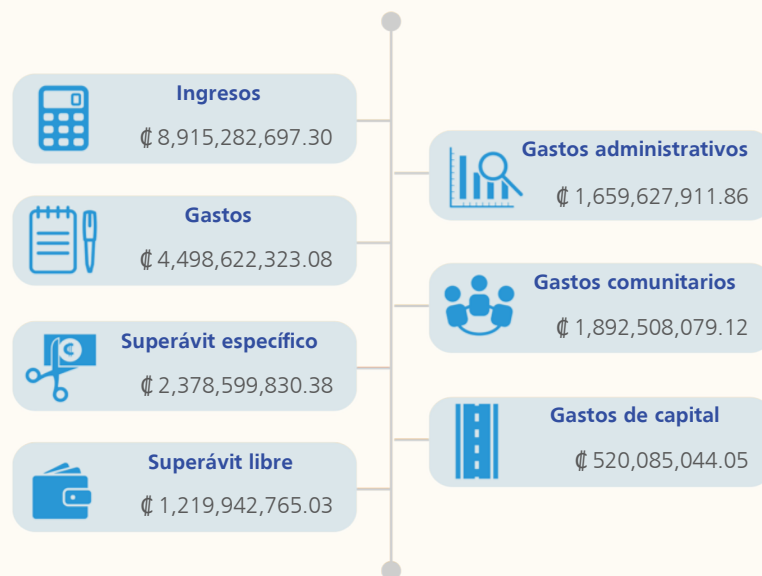 Ingresos
₡ 8,915,282,697.30
Gastos
₡ 4,498,622,323.08
Superávit específico
₡ 2,378,599,830.38
Superávit libre
₡ 1,219,942,765.03
Gastos administrativos
₡ 1,659,627,911.86
Gastos comunitarios
₡ 1,892,508,079.12
Gastos de capital
₡ 520,085,044.05